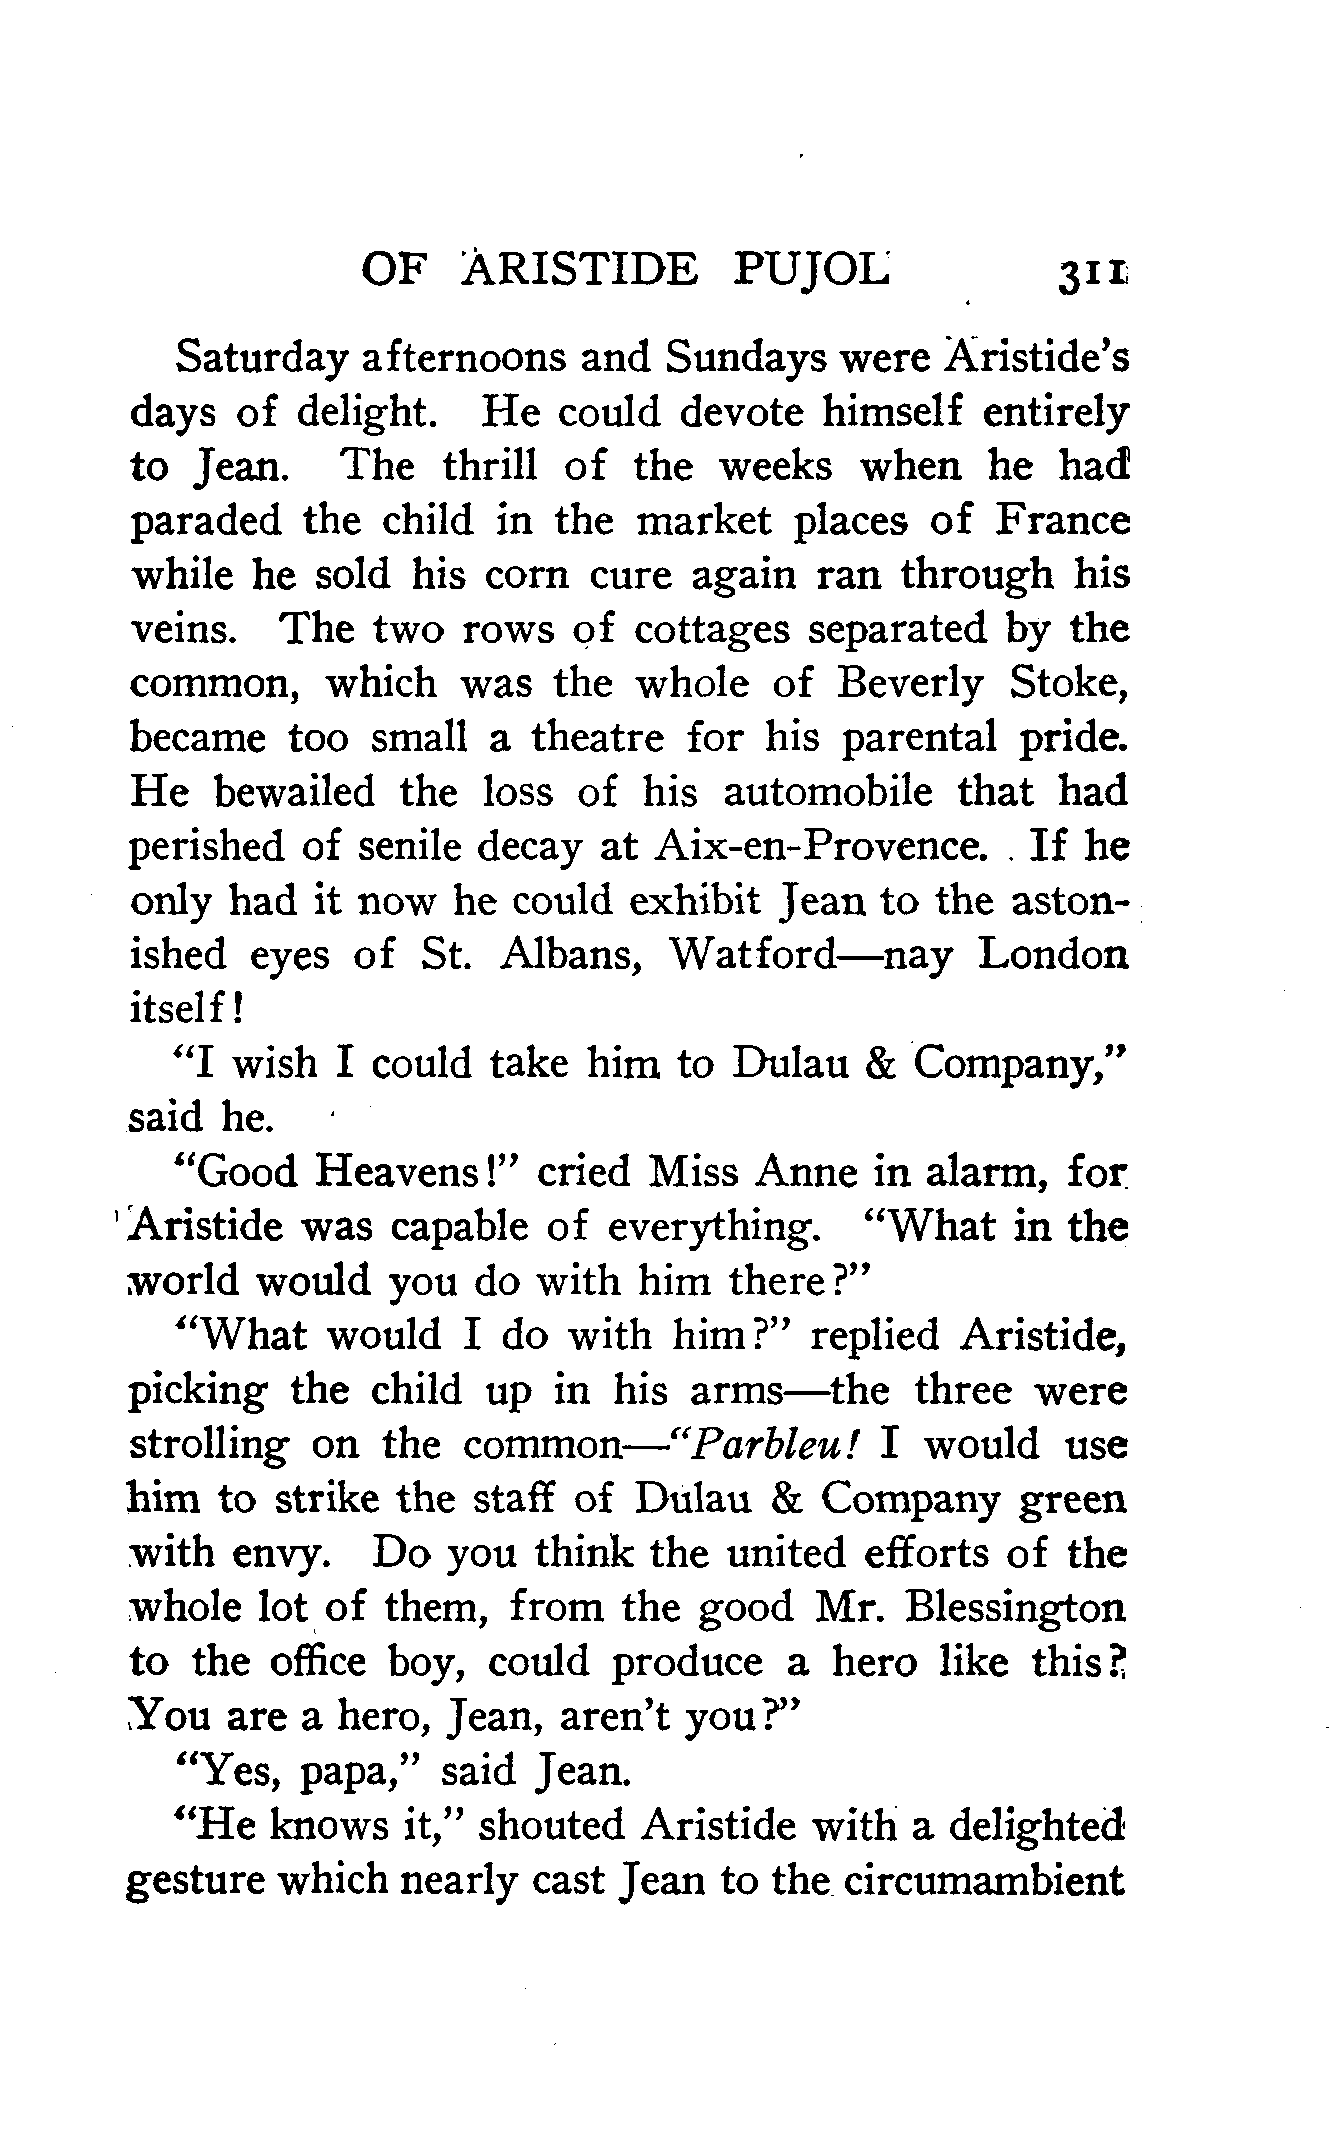 OF ARISTIDE PUJOL 311
Saturday afternoons and Sundays were Aristide's
days of delight. He could devote himself entirely
to Jean. The thrill of the weeks when he had
paraded the child in the market places of France
while he sold his corn cure again ran through his
veins. The two rows of cottages separated by the
common, which was the whole of Beverly Stoke,
became too small a theatre for his parental pride.
He bewailed the loss of his automobile that had
perished of senile decay at Aix-en-Provence. If he
only had it now he could exhibit Jean to the aston-
ished eyes of St. Albans, Watford—nay London
itself!
"I wish I could take him to Dulau & Company,"
said he.
"Good Heavens!" cried Miss Anne in alarm, for
Aristide was capable of everything. "What in the
world would you do with him there?"
"What would I do with him?" replied Aristide,
picking the child up in his arms—the three were
strolling on the common—"Parbleu! I would use
him to strike the staff of Dulau & Company green
with envy. Do you think the united efforts of the
whole lot of them, from the good Mr. Blessington
to the office boy, could produce a hero like this?
You are a hero, Jean, aren't you?"
"Yes, papa," said Jean.
"He knows it," shouted Aristide with a delighted
gesture which nearly cast Jean to the circumambient